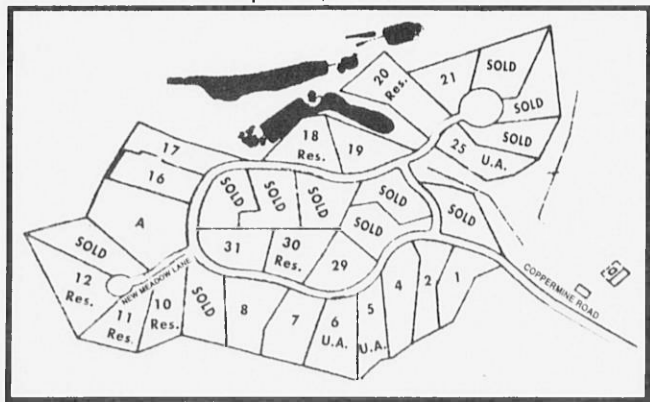 20
Res.
21
SOLD
SOLD
SOLD
25
U.A.
18
Res.
19
17
16
SOLD
SOLD
SOLD
SOLD
SOLD
SOLD
A
SOLD
31
30
Res.
29
12
Res.
NEW MEADOW LANE
11
Res.
10
Res.
SOLD
8
7
6
U.A.
5
U.A.
4
2
1
COPPERMINE ROAD